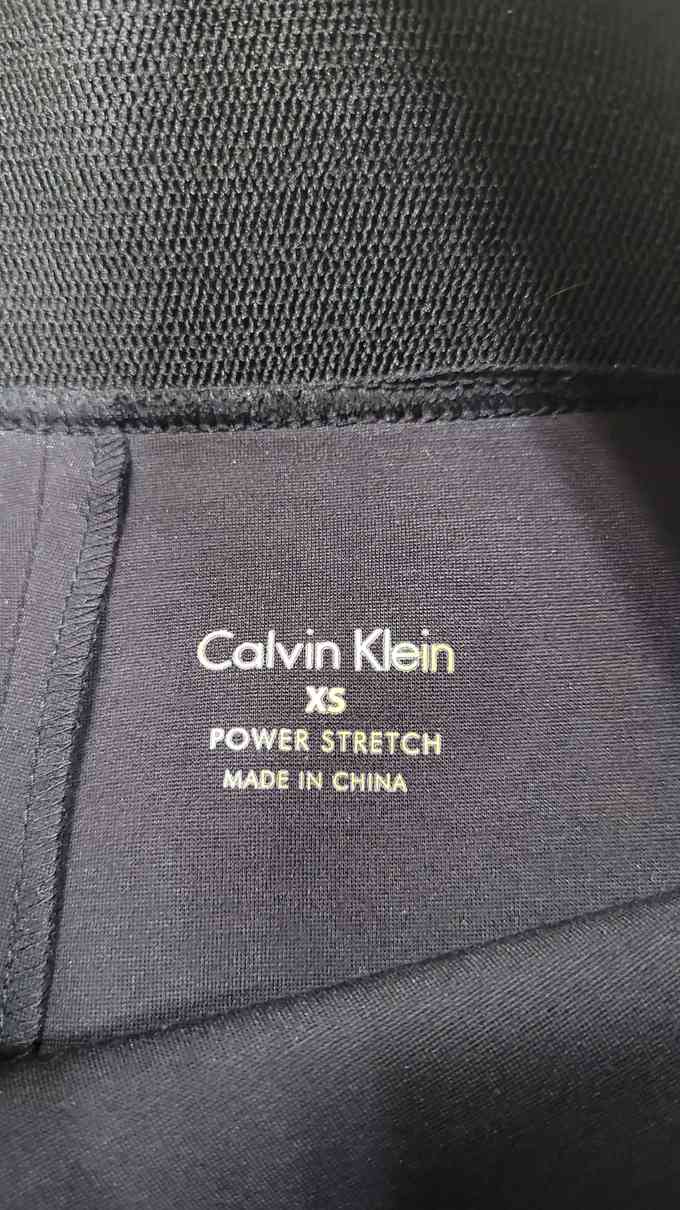 Calvin Klein
XS
POWER STRETCH
MADE IN CHINA